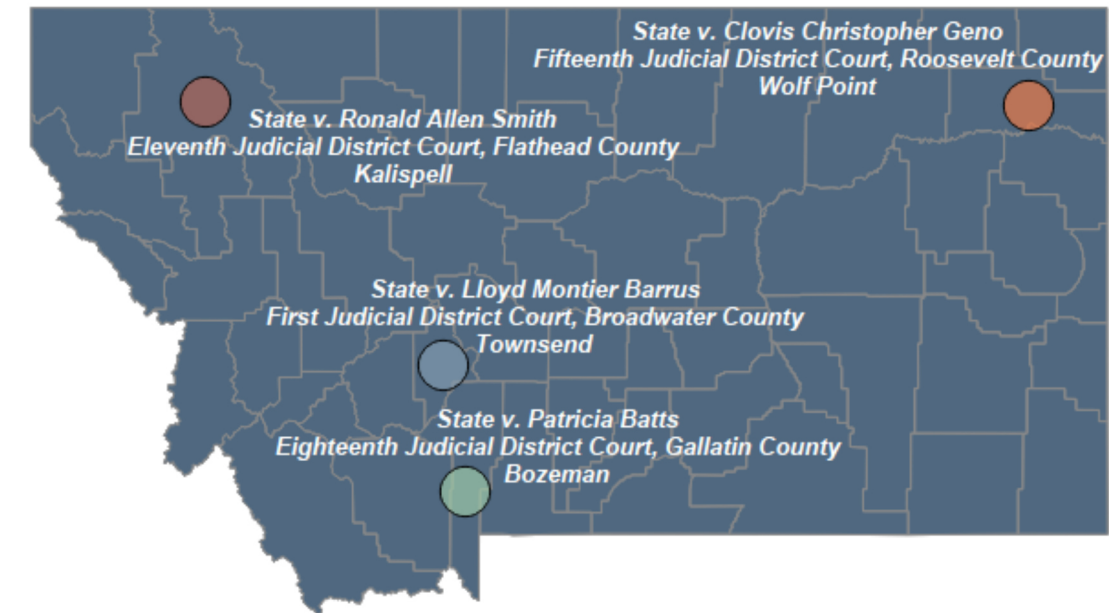 State v. Clovis Christopher Geno
Fifteenth Judicial District Court, Roosevelt County
Wolf Point
State v. Ronald Allen Smith
Eleventh Judicial District Court, Flathead County
Kalispell
State v. Lloyd Montier Barrus
First Judicial District Court, Broadwater County
Townsend
State v. Patricia Batts
Eighteenth Judicial District Court, Gallatin County
Bozeman